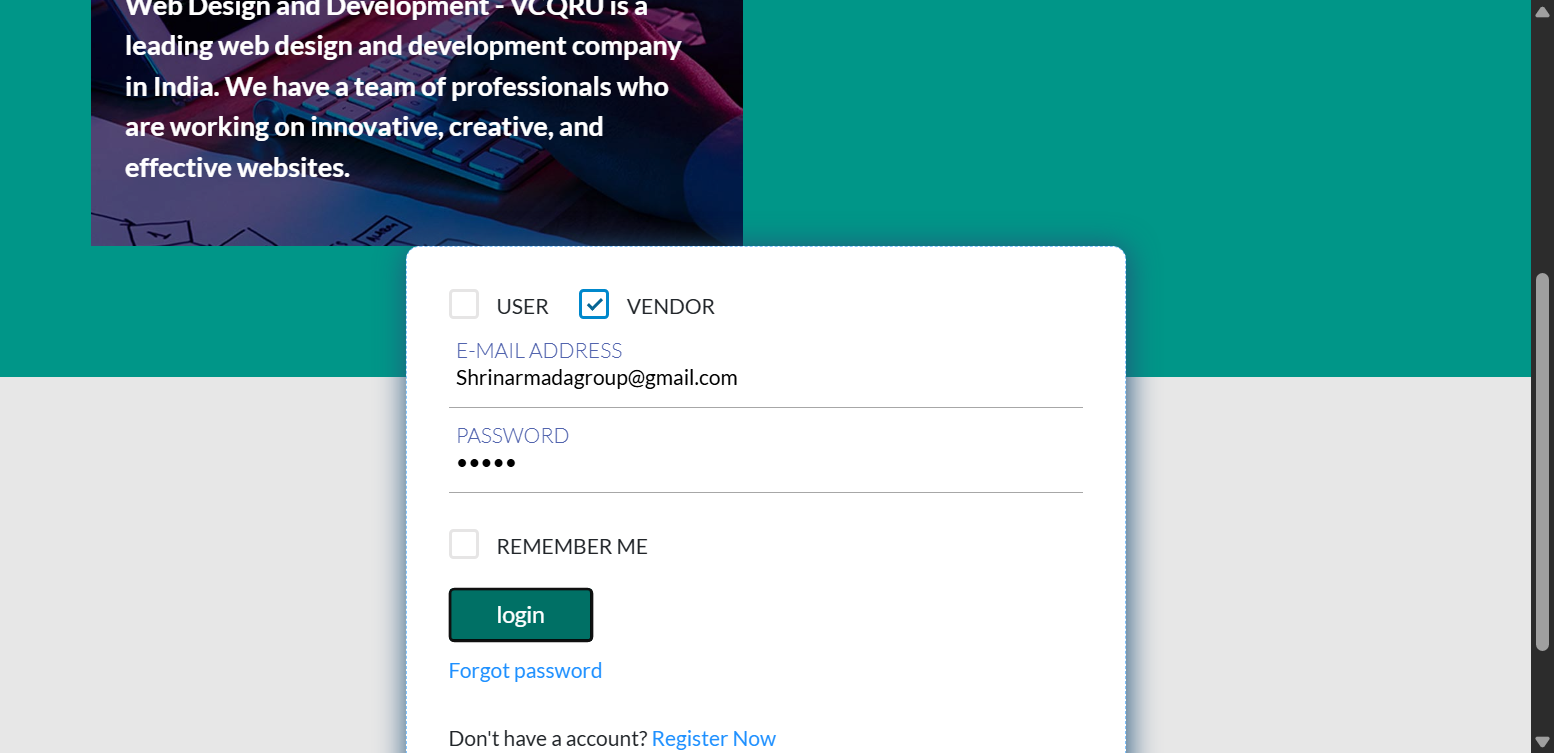 Web Design and Development - VCQRU is a
leading web design and development company
in India. We have a team of professionals who
are working on innovative, creative, and
effective websites.
USER
VENDOR
E-MAIL ADDRESS
Shrinarmadagroup@gmail.com
PASSWORD
•••••
REMEMBER ME
login
Forgot password
Don't have a account? Register Now